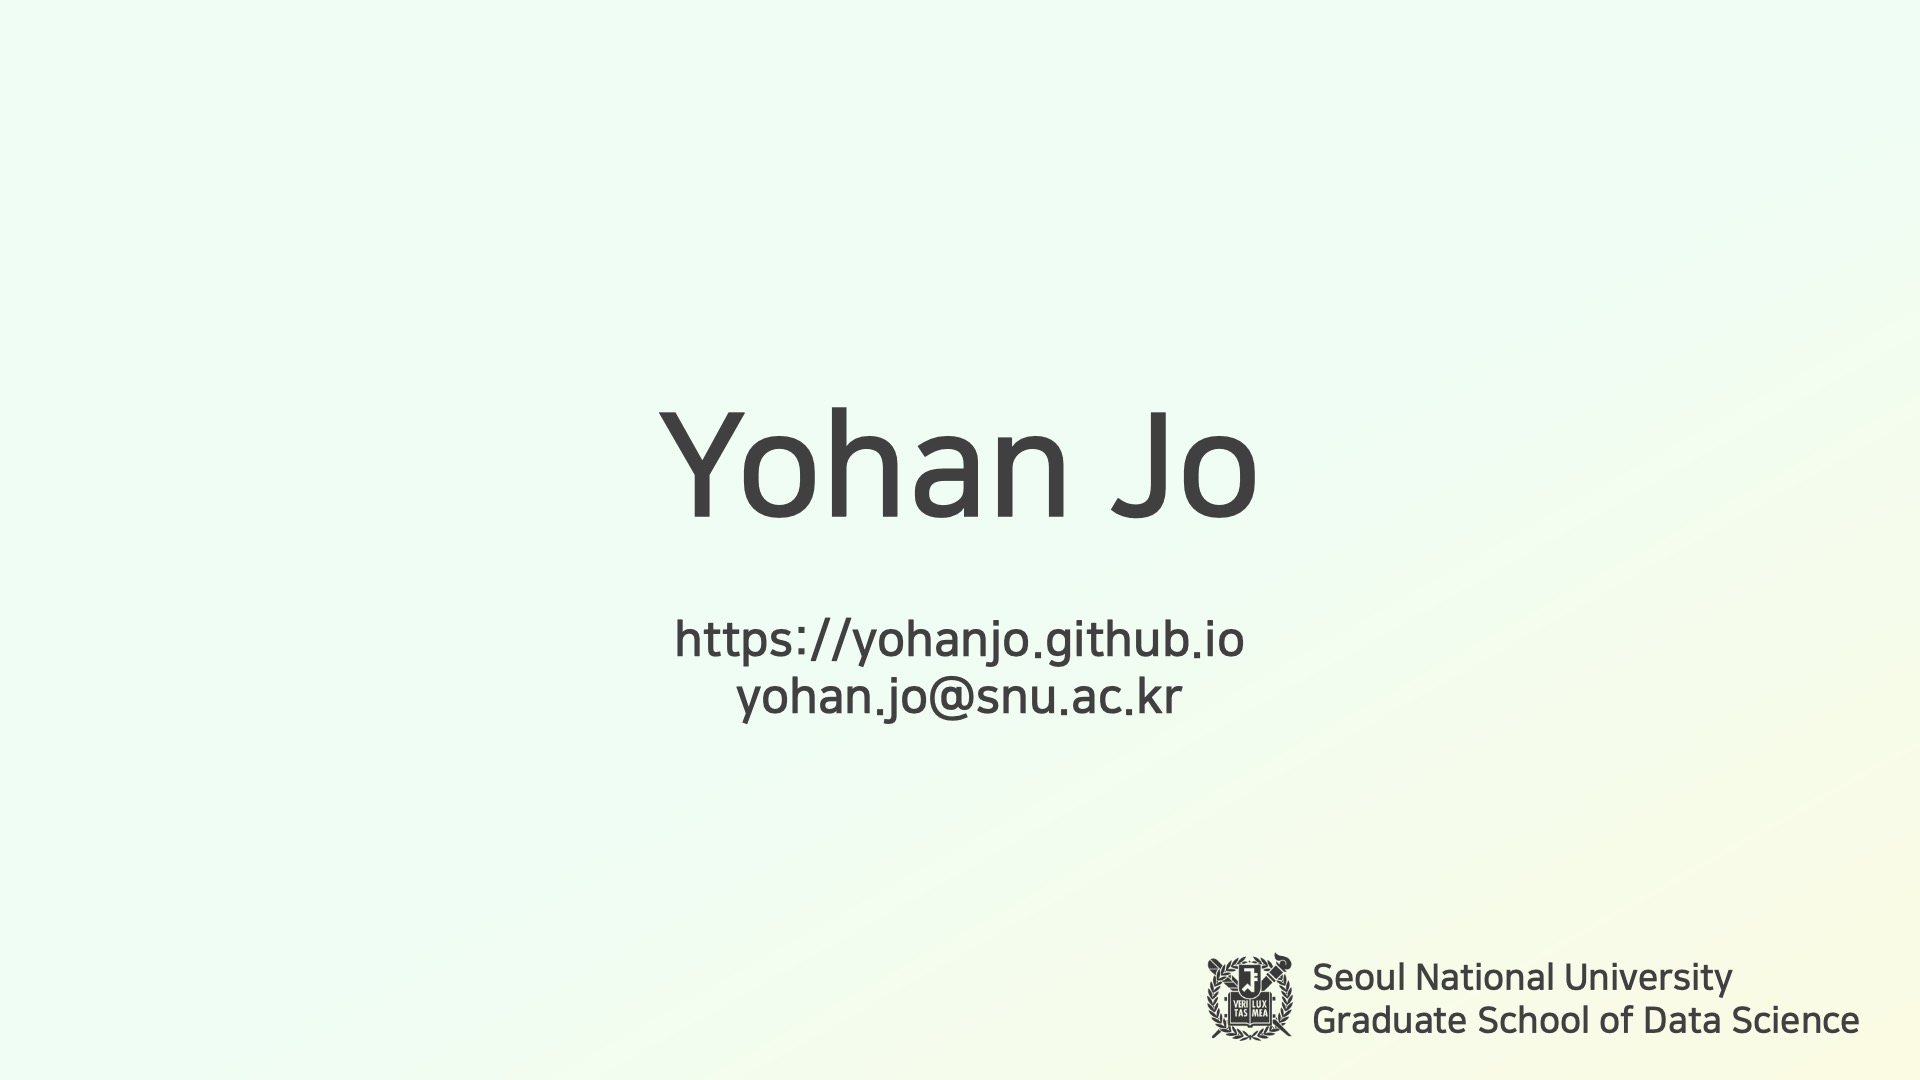 Yohan Jo
https://yohanjo.github.io
yohan.jo@snu.ac.kr
VERI LUX
TAS MEA
Seoul National University
Graduate School of Data Science